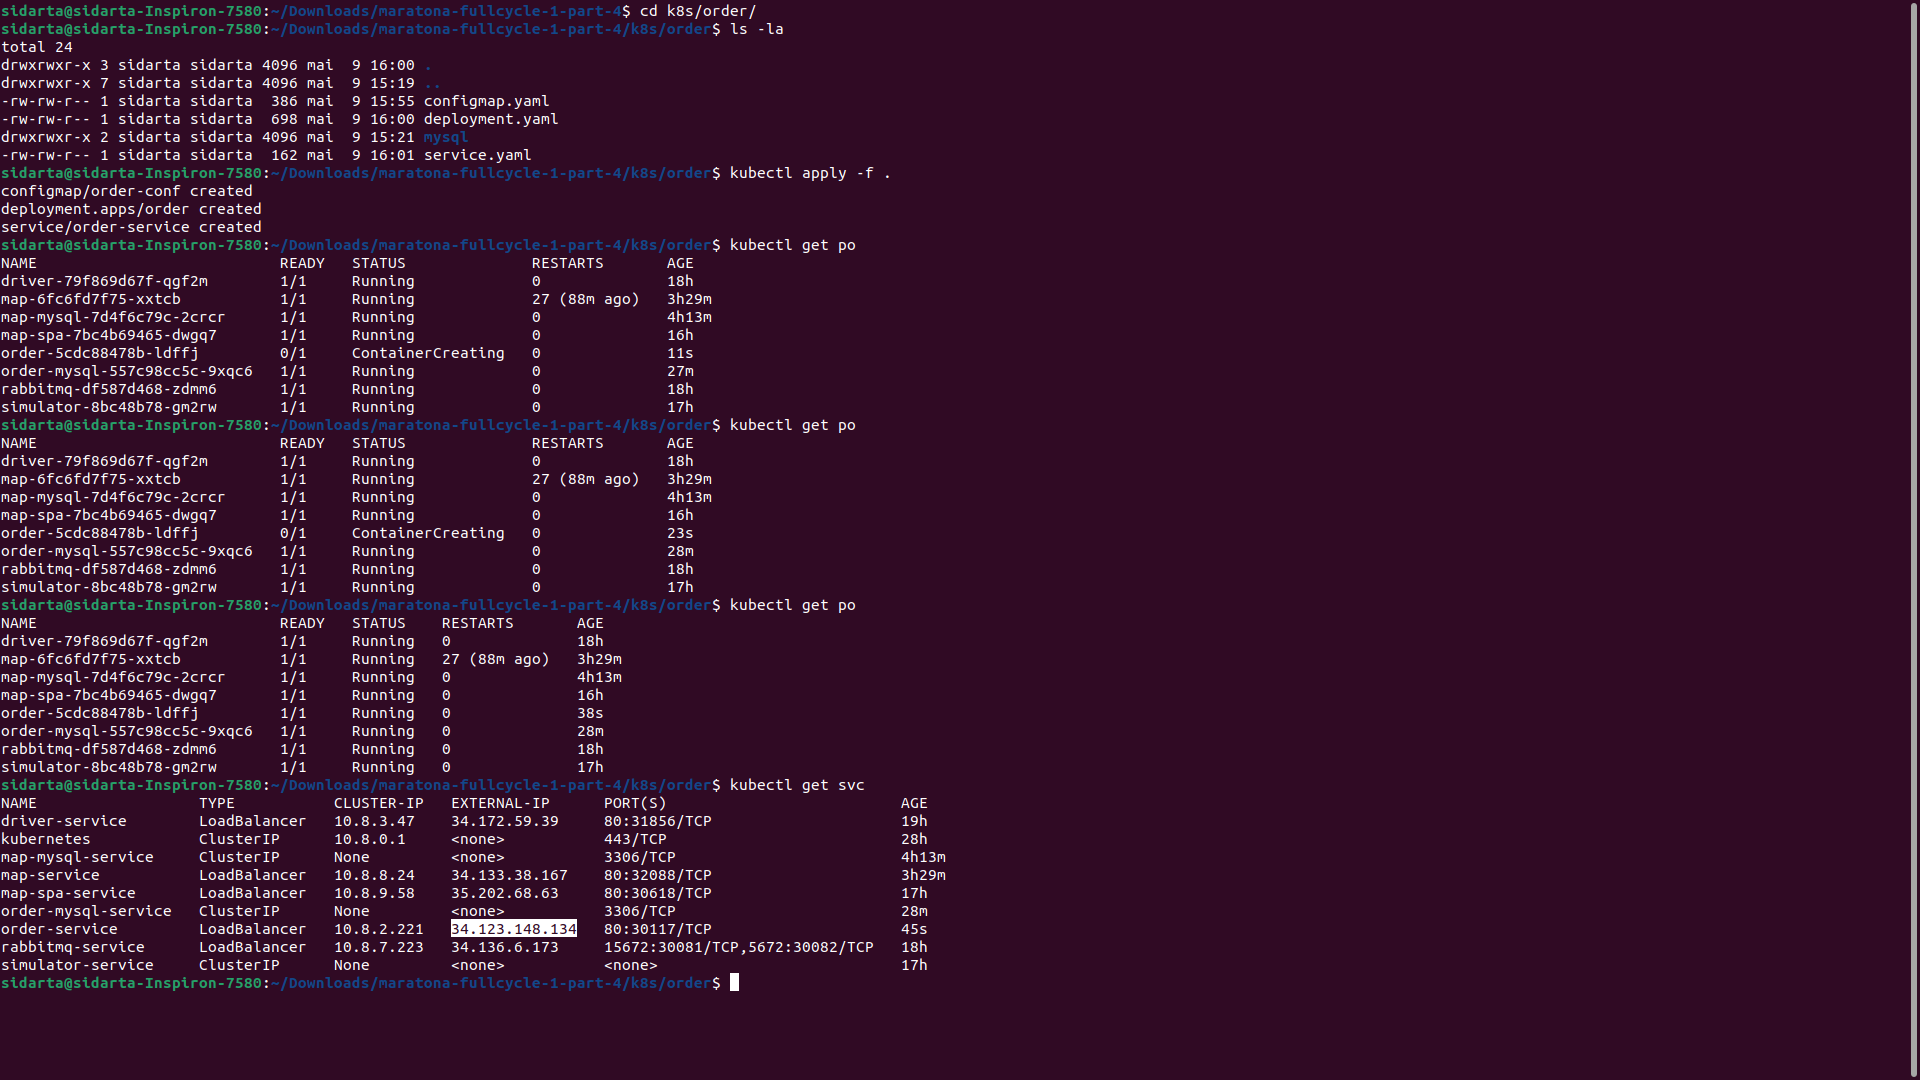 sidarta@sidarta-Inspiron-7580:~/Downloads/maratona-fullcycle-1-part-4$ cd k8s/order/
sidarta@sidarta-Inspiron-7580:~/Downloads/maratona-fullcycle-1-part-4/k8s/order$ ls -la
total 24
drwxrwxr-x 3 sidarta sidarta 4096 mai  9 16:00 .
drwxrwxr-x 7 sidarta sidarta 4096 mai  9 15:19 ..
-rw-rw-r-- 1 sidarta sidarta  386 mai  9 15:55 configmap.yaml
-rw-rw-r-- 1 sidarta sidarta  698 mai  9 16:00 deployment.yaml
drwxrwxr-x 2 sidarta sidarta 4096 mai  9 15:21 mysql
-rw-rw-r-- 1 sidarta sidarta  162 mai  9 16:01 service.yaml
sidarta@sidarta-Inspiron-7580:~/Downloads/maratona-fullcycle-1-part-4/k8s/order$ kubectl apply -f .
configmap/order-conf created
deployment.apps/order created
service/order-service created
sidarta@sidarta-Inspiron-7580:~/Downloads/maratona-fullcycle-1-part-4/k8s/order$ kubectl get po
NAME                           READY   STATUS              RESTARTS       AGE
driver-79f869d67f-qgf2m        1/1     Running             0              18h
map-6fc6fd7f75-xxtcb           1/1     Running             27 (88m ago)   3h29m
map-mysql-7d4f6c79c-2crcr      1/1     Running             0              4h13m
map-spa-7bc4b69465-dwgq7       1/1     Running             0              16h
order-5cdc88478b-ldffj         0/1     ContainerCreating   0              11s
order-mysql-557c98cc5c-9xqc6   1/1     Running             0              27m
rabbitmq-df587d468-zdmm6       1/1     Running             0              18h
simulator-8bc48b78-gm2rw       1/1     Running             0              17h
sidarta@sidarta-Inspiron-7580:~/Downloads/maratona-fullcycle-1-part-4/k8s/order$ kubectl get po
NAME                           READY   STATUS              RESTARTS       AGE
driver-79f869d67f-qgf2m        1/1     Running             0              18h
map-6fc6fd7f75-xxtcb           1/1     Running             27 (88m ago)   3h29m
map-mysql-7d4f6c79c-2crcr      1/1     Running             0              4h13m
map-spa-7bc4b69465-dwgq7       1/1     Running             0              16h
order-5cdc88478b-ldffj         0/1     ContainerCreating   0              23s
order-mysql-557c98cc5c-9xqc6   1/1     Running             0              28m
rabbitmq-df587d468-zdmm6       1/1     Running             0              18h
simulator-8bc48b78-gm2rw       1/1     Running             0              17h
sidarta@sidarta-Inspiron-7580:~/Downloads/maratona-fullcycle-1-part-4/k8s/order$ kubectl get po
NAME                           READY   STATUS    RESTARTS       AGE
driver-79f869d67f-qgf2m        1/1     Running   0              18h
map-6fc6fd7f75-xxtcb           1/1     Running   27 (88m ago)   3h29m
map-mysql-7d4f6c79c-2crcr      1/1     Running   0              4h13m
map-spa-7bc4b69465-dwgq7       1/1     Running   0              16h
order-5cdc88478b-ldffj         1/1     Running   0              38s
order-mysql-557c98cc5c-9xqc6   1/1     Running   0              28m
rabbitmq-df587d468-zdmm6       1/1     Running   0              18h
simulator-8bc48b78-gm2rw       1/1     Running   0              17h
sidarta@sidarta-Inspiron-7580:~/Downloads/maratona-fullcycle-1-part-4/k8s/order$ kubectl get svc
NAME                  TYPE           CLUSTER-IP   EXTERNAL-IP      PORT(S)                          AGE
driver-service        LoadBalancer   10.8.3.47    34.172.59.39     80:31856/TCP                     19h
kubernetes            ClusterIP      10.8.0.1     <none>           443/TCP                          28h
map-mysql-service     ClusterIP      None         <none>           3306/TCP                         4h13m
map-service           LoadBalancer   10.8.8.24    34.133.38.167    80:32088/TCP                     3h29m
map-spa-service       LoadBalancer   10.8.9.58    35.202.68.63     80:30618/TCP                     17h
order-mysql-service   ClusterIP      None         <none>           3306/TCP                         28m
order-service         LoadBalancer   10.8.2.221   34.123.148.134   80:30117/TCP                     45s
rabbitmq-service      LoadBalancer   10.8.7.223   34.136.6.173     15672:30081/TCP,5672:30082/TCP   18h
simulator-service     ClusterIP      None         <none>           <none>                           17h
sidarta@sidarta-Inspiron-7580:~/Downloads/maratona-fullcycle-1-part-4/k8s/order$